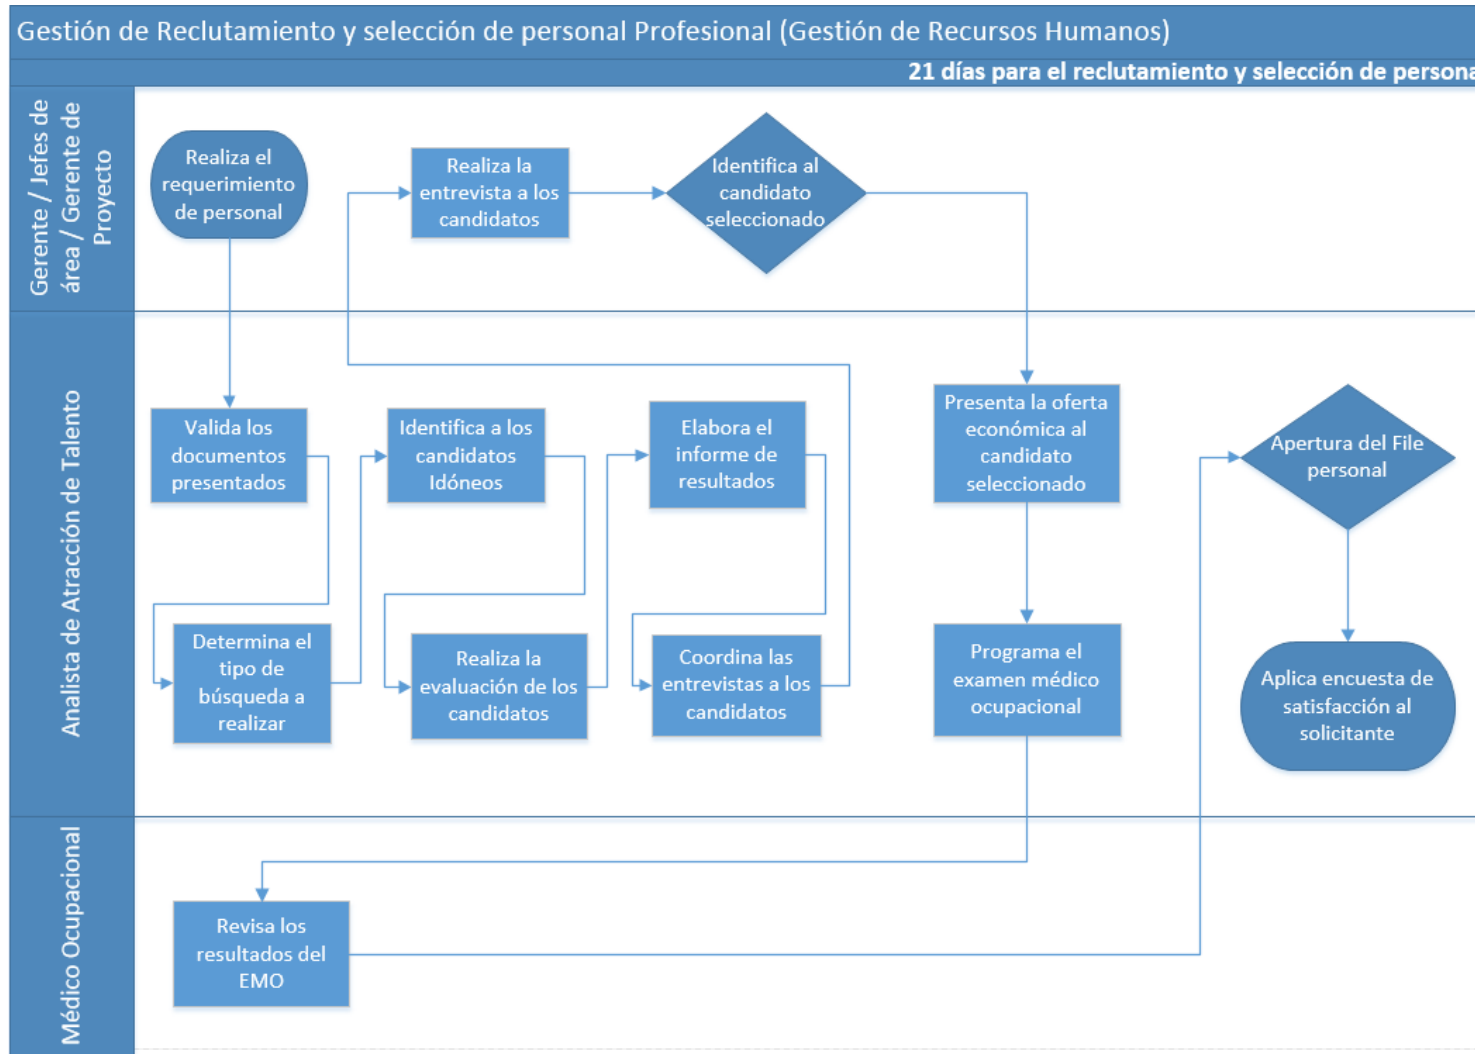 Gestión de Reclutamiento y selección de personal Profesional (Gestión de Recursos Humanos)
21 días para el reclutamiento y selección de persona
Gerente / Jefes de
área / Gerente de
Proyecto
Realiza el
requerimiento
de personal
Realiza la
entrevista a los
candidatos
Identifica al
candidato
seleccionado
Analista de Atracción de Talento
Valida los
documentos
presentados
Identifica a los
candidatos
Idóneos
Elabora el
informe de
resultados
Presenta la oferta
económica al
candidato
seleccionado
Apertura del File
personal
Determina el
tipo de
búsqueda a
realizar
Realiza la
evaluación de los
candidatos
Coordina las
entrevistas a los
candidatos
Programa el
examen médico
ocupacional
Aplica encuesta de
satisfacción al
solicitante
Médico Ocupacional
Revisa los
resultados del
EMO